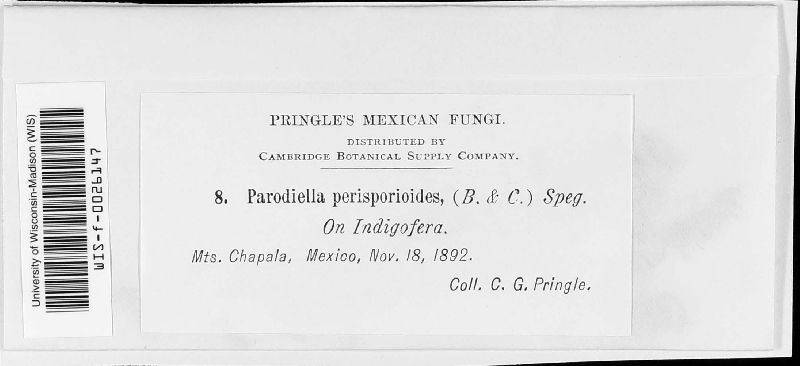 University of Wisconsin-Madison (WIS)
WIS-f-0026147
PRINGLE'S MEXICAN FUNGI.
DISTRIBUTED BY
CAMBRIDGE BOTANICAL SUPPLY COMPANY.
8. Parodiella perisporioides, (B. & C.) Speg.
On Indigofera.
Mts. Chapala, Mexico, Nov. 18, 1892.
Coll. C. G. Pringle.